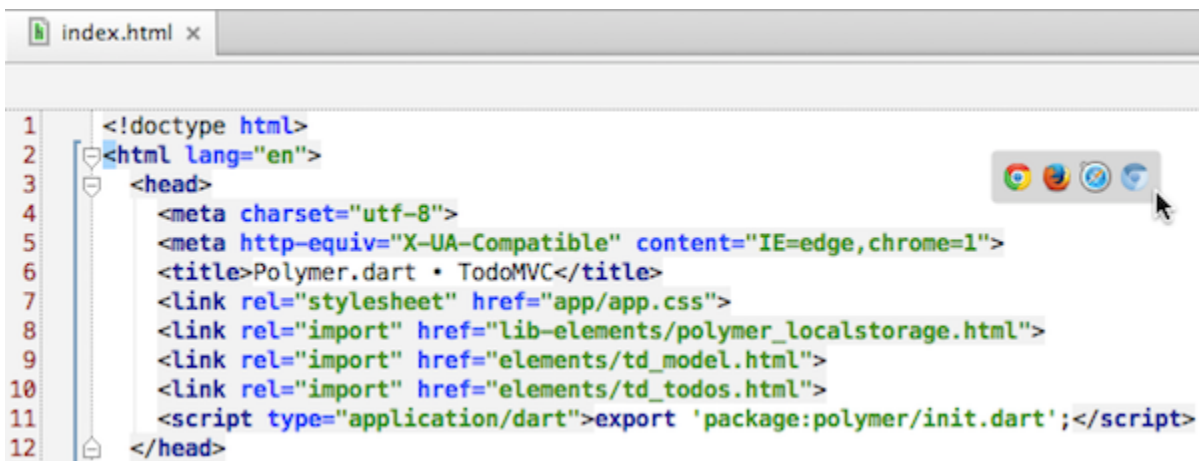 index.html ×
1 <!doctype html>
2 <html lang="en">
3 <head>
4 <meta charset="utf-8">
5 <meta http-equiv="X-UA-Compatible" content="IE=edge,chrome=1">
6 <title>Polymer.dart • TodoMVC</title>
7 <link rel="stylesheet" href="app/app.css">
8 <link rel="import" href="lib-elements/polymer_localstorage.html">
9 <link rel="import" href="elements/td_model.html">
10 <link rel="import" href="elements/td_todos.html">
11 <script type="application/dart">export 'package:polymer/init.dart';</script>
12 </head>